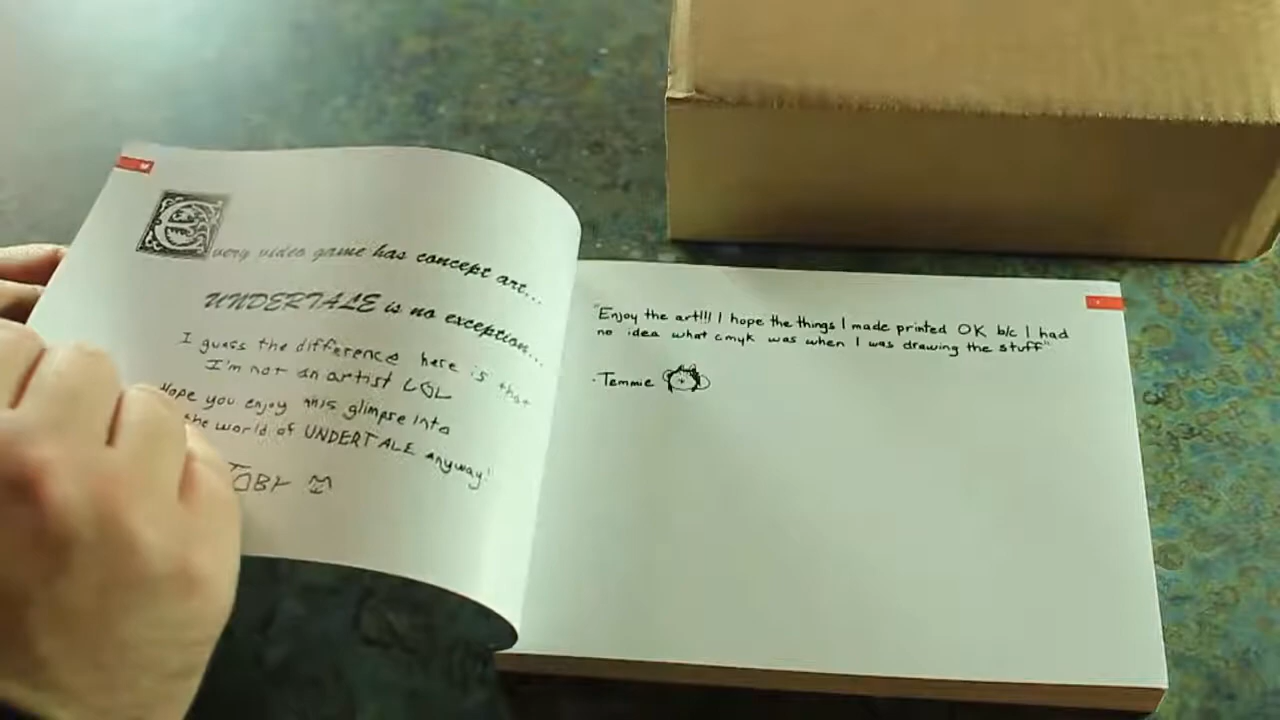 Every video game has concept art...
UNDERTALE is no exception...
I guess the difference here is that
I'm not an artist LOL
Hope you enjoy this glimpse into
the world of UNDERTALE anyway!
TOBY
"Enjoy the art!!! I hope the things I made printed OK b/c I had
no idea what cmyk was when I was drawing the stuff"
- Temmie